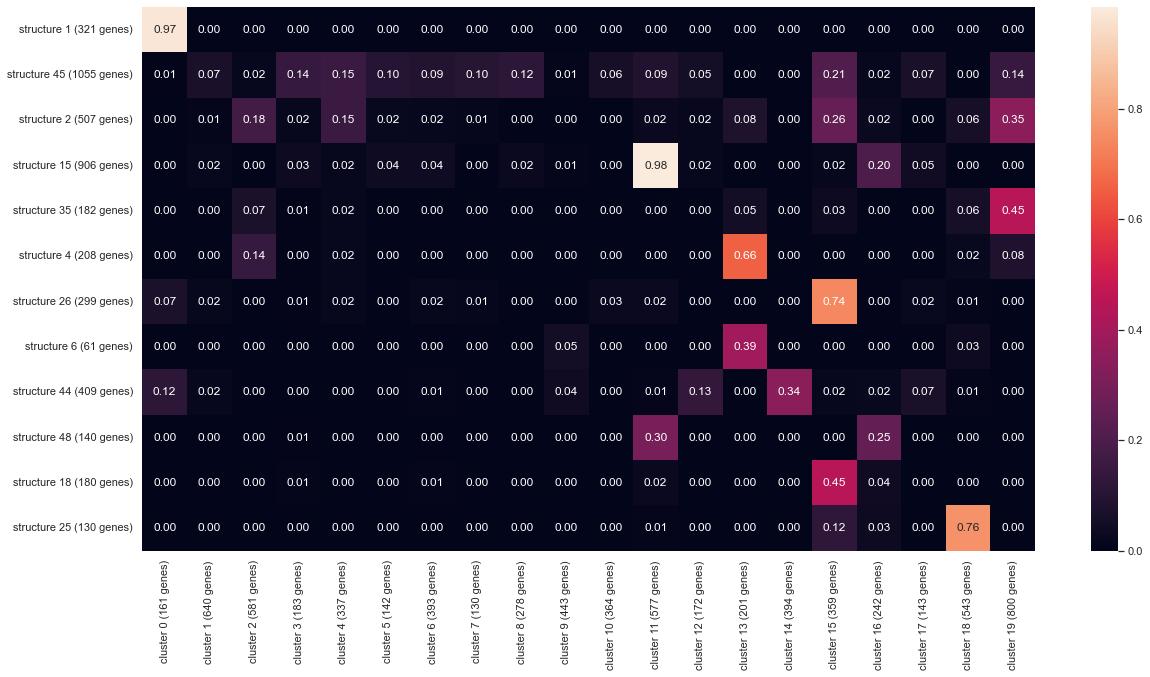 structure 1 (321 genes) 0.97 0.00 0.00 0.00 0.00 0.00 0.00 0.00 0.00 0.00 0.00 0.00 0.00 0.00 0.00 0.00 0.00 0.00 0.00 0.00
structure 45 (1055 genes) 0.01 0.07 0.02 0.14 0.15 0.10 0.09 0.10 0.12 0.01 0.06 0.09 0.05 0.00 0.00 0.21 0.02 0.07 0.00 0.14
structure 2 (507 genes) 0.00 0.01 0.18 0.02 0.15 0.02 0.02 0.01 0.00 0.00 0.00 0.02 0.02 0.08 0.00 0.26 0.02 0.00 0.06 0.35
structure 15 (906 genes) 0.00 0.02 0.00 0.03 0.02 0.04 0.04 0.00 0.02 0.01 0.00 0.98 0.02 0.00 0.00 0.02 0.20 0.05 0.00 0.00
structure 35 (182 genes) 0.00 0.00 0.07 0.01 0.02 0.00 0.00 0.00 0.00 0.00 0.00 0.00 0.00 0.05 0.00 0.03 0.00 0.00 0.06 0.45
structure 4 (208 genes) 0.00 0.00 0.14 0.00 0.02 0.00 0.00 0.00 0.00 0.00 0.00 0.00 0.00 0.66 0.00 0.00 0.00 0.00 0.02 0.08
structure 26 (299 genes) 0.07 0.02 0.00 0.01 0.02 0.00 0.02 0.01 0.00 0.00 0.03 0.02 0.00 0.00 0.00 0.74 0.00 0.02 0.01 0.00
structure 6 (61 genes) 0.00 0.00 0.00 0.00 0.00 0.00 0.00 0.00 0.00 0.05 0.00 0.00 0.00 0.39 0.00 0.00 0.00 0.00 0.03 0.00
structure 44 (409 genes) 0.12 0.02 0.00 0.00 0.00 0.00 0.01 0.00 0.00 0.04 0.00 0.01 0.13 0.00 0.34 0.02 0.02 0.07 0.01 0.00
structure 48 (140 genes) 0.00 0.00 0.00 0.01 0.00 0.00 0.00 0.00 0.00 0.00 0.00 0.30 0.00 0.00 0.00 0.00 0.25 0.00 0.00 0.00
structure 18 (180 genes) 0.00 0.00 0.00 0.01 0.00 0.00 0.01 0.00 0.00 0.00 0.00 0.02 0.00 0.00 0.00 0.45 0.04 0.00 0.00 0.00
structure 25 (130 genes) 0.00 0.00 0.00 0.00 0.00 0.00 0.00 0.00 0.00 0.00 0.00 0.01 0.00 0.00 0.00 0.12 0.03 0.00 0.76 0.00
cluster 0 (161 genes)
cluster 1 (640 genes)
cluster 2 (581 genes)
cluster 3 (183 genes)
cluster 4 (337 genes)
cluster 5 (142 genes)
cluster 6 (393 genes)
cluster 7 (130 genes)
cluster 8 (278 genes)
cluster 9 (443 genes)
cluster 10 (364 genes)
cluster 11 (577 genes)
cluster 12 (172 genes)
cluster 13 (201 genes)
cluster 14 (394 genes)
cluster 15 (359 genes)
cluster 16 (242 genes)
cluster 17 (143 genes)
cluster 18 (543 genes)
cluster 19 (800 genes)
0.8
0.6
0.4
0.2
0.0